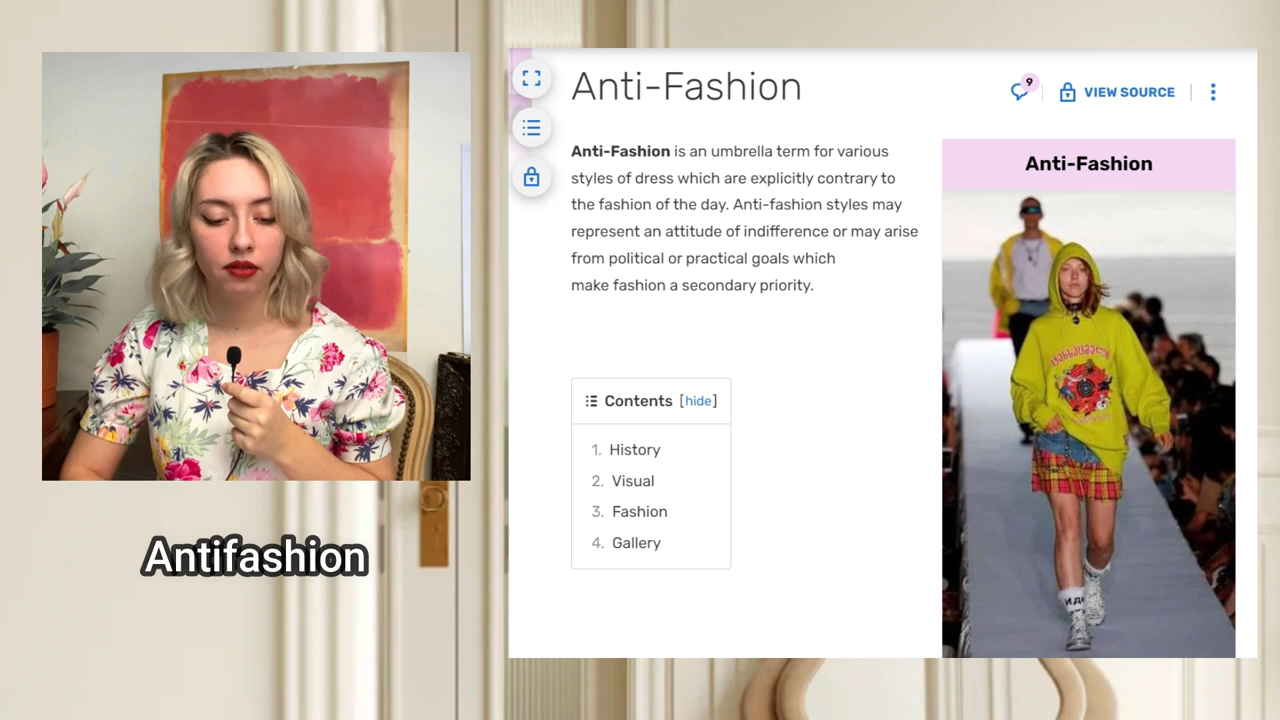 Anti-Fashion
9
VIEW SOURCE
Anti-Fashion is an umbrella term for various
styles of dress which are explicitly contrary to
the fashion of the day. Anti-fashion styles may
represent an attitude of indifference or may arise
from political or practical goals which
make fashion a secondary priority.
Contents [hide]
1. History
2. Visual
3. Fashion
4. Gallery
Anti-Fashion
Antifashion